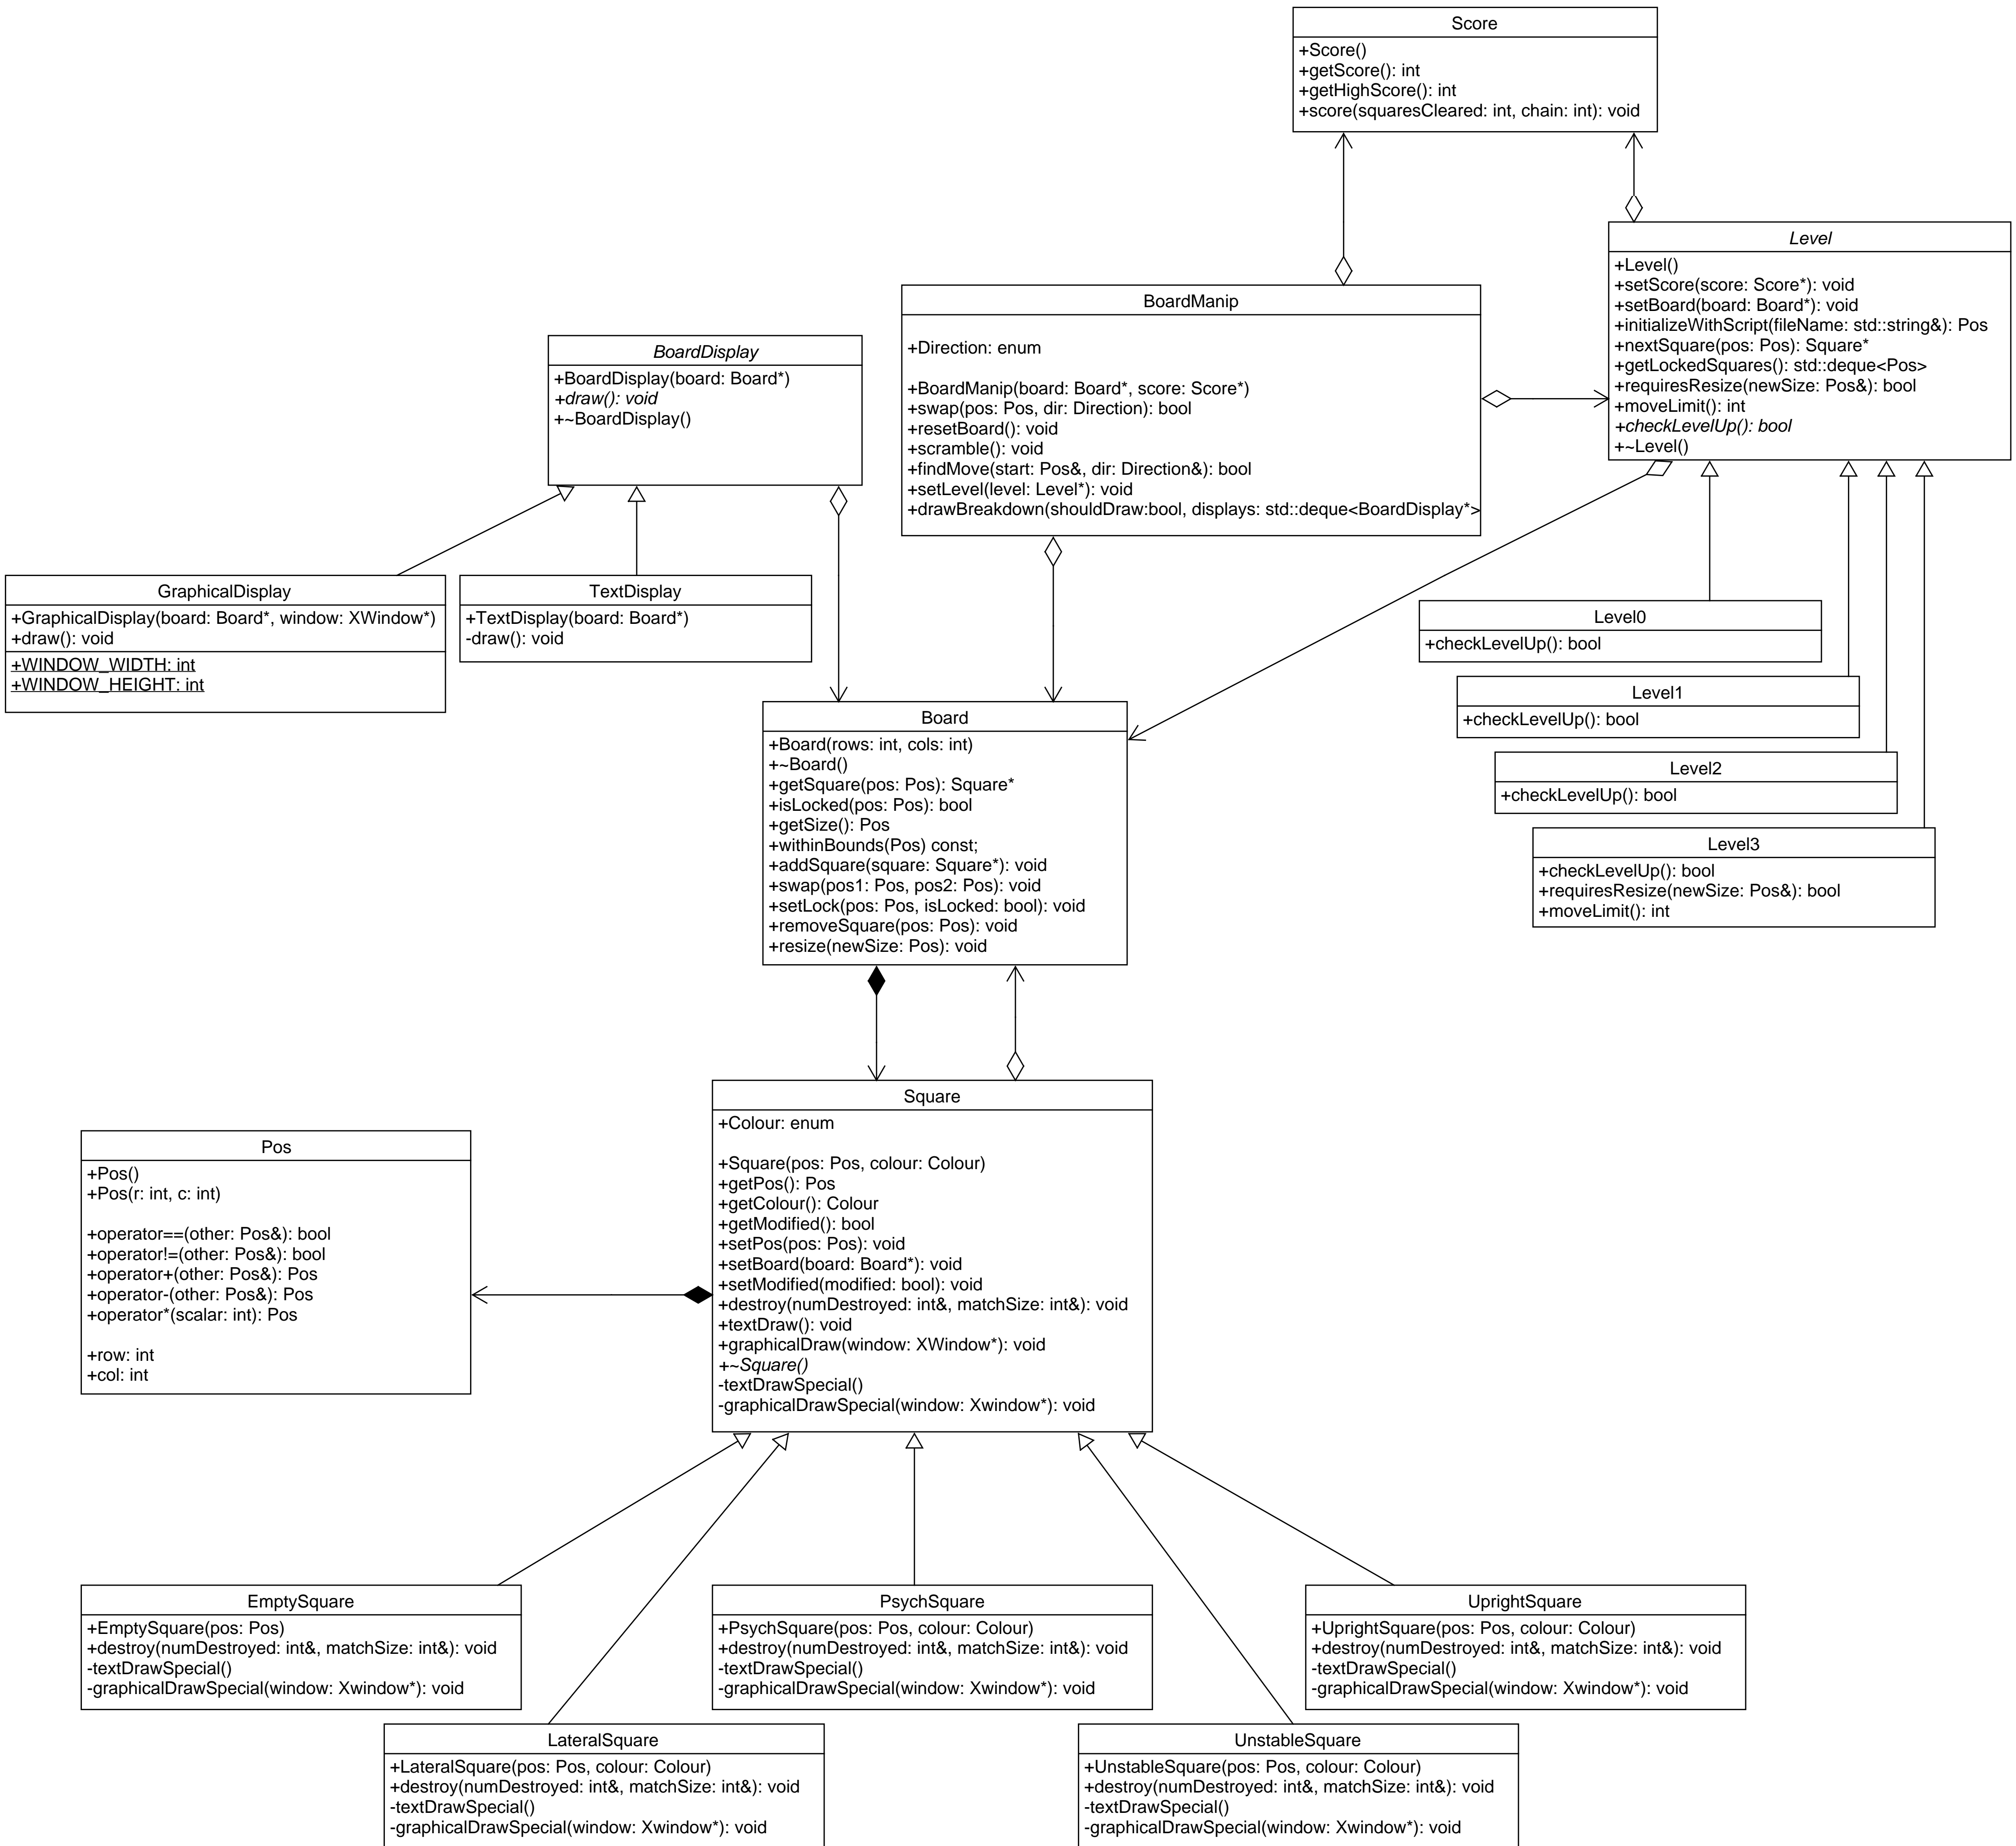 Score
+Score()
+getScore(): int
+getHighScore(): int
+score(squaresCleared: int, chain: int): void
Level
+Level()
+setScore(score: Score*): void
+setBoard(board: Board*): void
+initializeWithScript(fileName: std::string&): Pos
+nextSquare(pos: Pos): Square*
+getLockedSquares(): std::deque<Pos>
+requiresResize(newSize: Pos&): bool
+moveLimit(): int
+checkLevelUp(): bool
+~Level()
BoardManip
+Direction: enum
+BoardManip(board: Board*, score: Score*)
+swap(pos: Pos, dir: Direction): bool
+resetBoard(): void
+scramble(): void
+findMove(start: Pos&, dir: Direction&): bool
+setLevel(level: Level*): void
+drawBreakdown(shouldDraw:bool, displays: std::deque<BoardDisplay*>
BoardDisplay
+BoardDisplay(board: Board*)
+draw(): void
+~BoardDisplay()
GraphicalDisplay
+GraphicalDisplay(board: Board*, window: XWindow*)
+draw(): void
+WINDOW_WIDTH: int
+WINDOW_HEIGHT: int
TextDisplay
+TextDisplay(board: Board*)
-draw(): void
Level0
+checkLevelUp(): bool
Level1
+checkLevelUp(): bool
Level2
+checkLevelUp(): bool
Level3
+checkLevelUp(): bool
+requiresResize(newSize: Pos&): bool
+moveLimit(): int
Board
+Board(rows: int, cols: int)
+~Board()
+getSquare(pos: Pos): Square*
+isLocked(pos: Pos): bool
+getSize(): Pos
+withinBounds(Pos) const;
+addSquare(square: Square*): void
+swap(pos1: Pos, pos2: Pos): void
+setLock(pos: Pos, isLocked: bool): void
+removeSquare(pos: Pos): void
+resize(newSize: Pos): void
Square
+Colour: enum
+Square(pos: Pos, colour: Colour)
+getPos(): Pos
+getColour(): Colour
+getModified(): bool
+setPos(pos: Pos): void
+setBoard(board: Board*): void
+setModified(modified: bool): void
+destroy(numDestroyed: int&, matchSize: int&): void
+textDraw(): void
+graphicalDraw(window: XWindow*): void
+~Square()
-textDrawSpecial()
-graphicalDrawSpecial(window: Xwindow*): void
Pos
+Pos()
+Pos(r: int, c: int)
+operator==(other: Pos&): bool
+operator!=(other: Pos&): bool
+operator+(other: Pos&): Pos
+operator-(other: Pos&): Pos
+operator*(scalar: int): Pos
+row: int
+col: int
EmptySquare
+EmptySquare(pos: Pos)
+destroy(numDestroyed: int&, matchSize: int&): void
-textDrawSpecial()
-graphicalDrawSpecial(window: Xwindow*): void
PsychSquare
+PsychSquare(pos: Pos, colour: Colour)
+destroy(numDestroyed: int&, matchSize: int&): void
-textDrawSpecial()
-graphicalDrawSpecial(window: Xwindow*): void
UprightSquare
+UprightSquare(pos: Pos, colour: Colour)
+destroy(numDestroyed: int&, matchSize: int&): void
-textDrawSpecial()
-graphicalDrawSpecial(window: Xwindow*): void
LateralSquare
+LateralSquare(pos: Pos, colour: Colour)
+destroy(numDestroyed: int&, matchSize: int&): void
-textDrawSpecial()
-graphicalDrawSpecial(window: Xwindow*): void
UnstableSquare
+UnstableSquare(pos: Pos, colour: Colour)
+destroy(numDestroyed: int&, matchSize: int&): void
-textDrawSpecial()
-graphicalDrawSpecial(window: Xwindow*): void